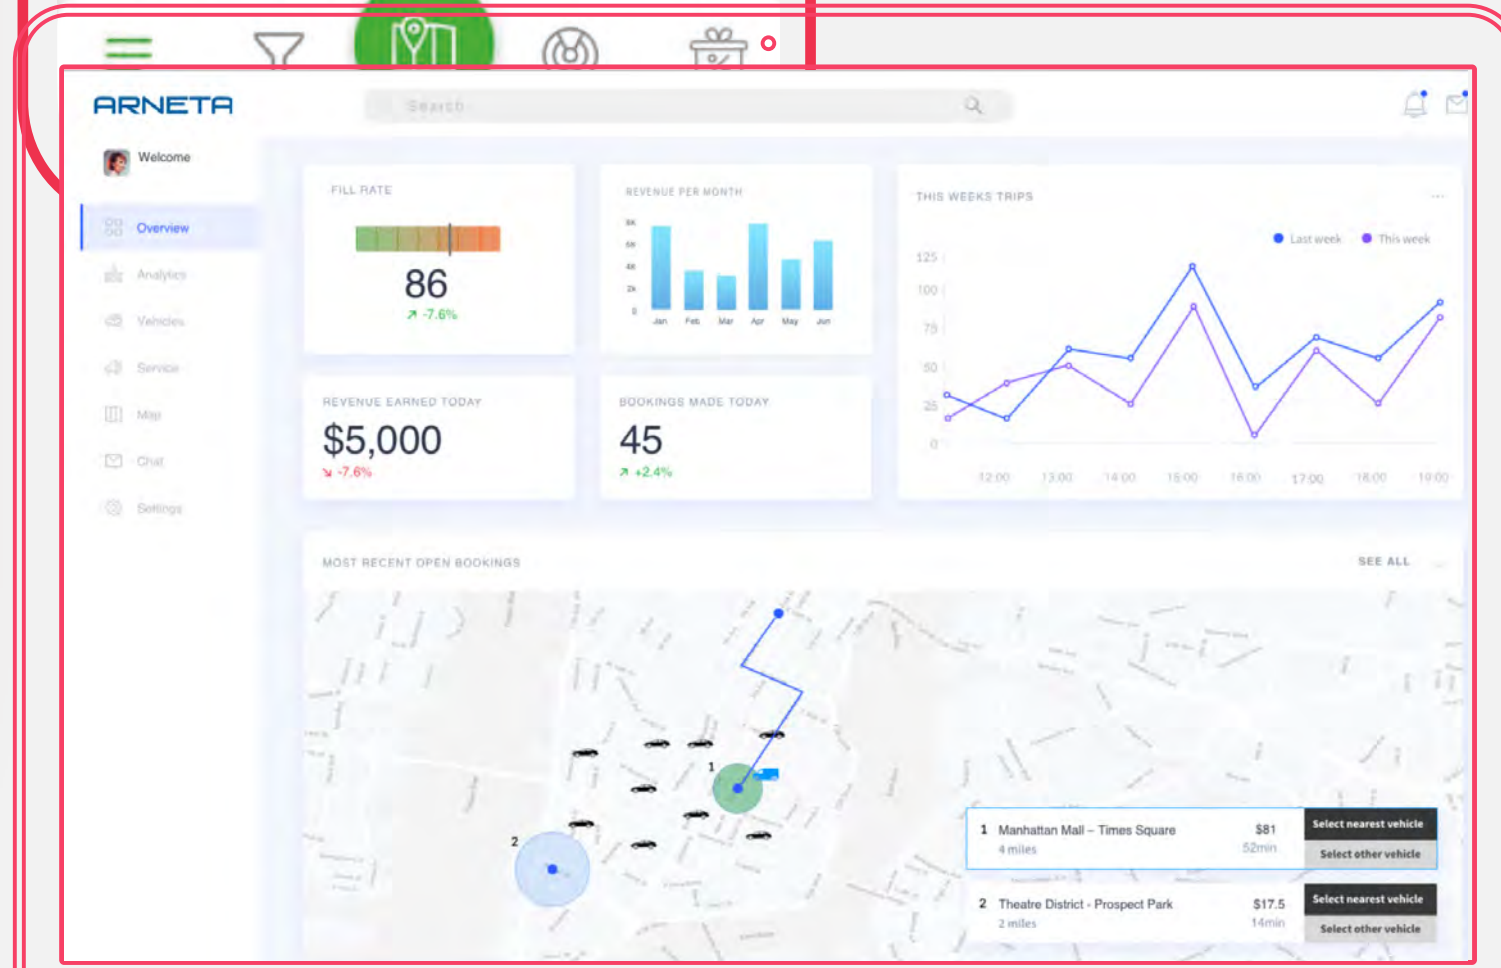 ARNETA
Search
Welcome
Overview
Analytics
Vehicles
Service
Map
Chat
Settings
FILL RATE
86
-7.6%
REVENUE PER MONTH
8K
6K
4K
2K
0
Jan Feb Mar Apr May Jun
THIS WEEKS TRIPS
Last week This week
125
100
75
50
25
0
12:00 13:00 14:00 15:00 16:00 17:00 18:00 19:00
REVENUE EARNED TODAY
$5,000
-7.6%
BOOKINGS MADE TODAY
45
+2.4%
MOST RECENT OPEN BOOKINGS
SEE ALL
1
2
1 Manhattan Mall – Times Square $81 Select nearest vehicle
4 miles 52min Select other vehicle
2 Theatre District - Prospect Park $17.5 Select nearest vehicle
2 miles 14min Select other vehicle